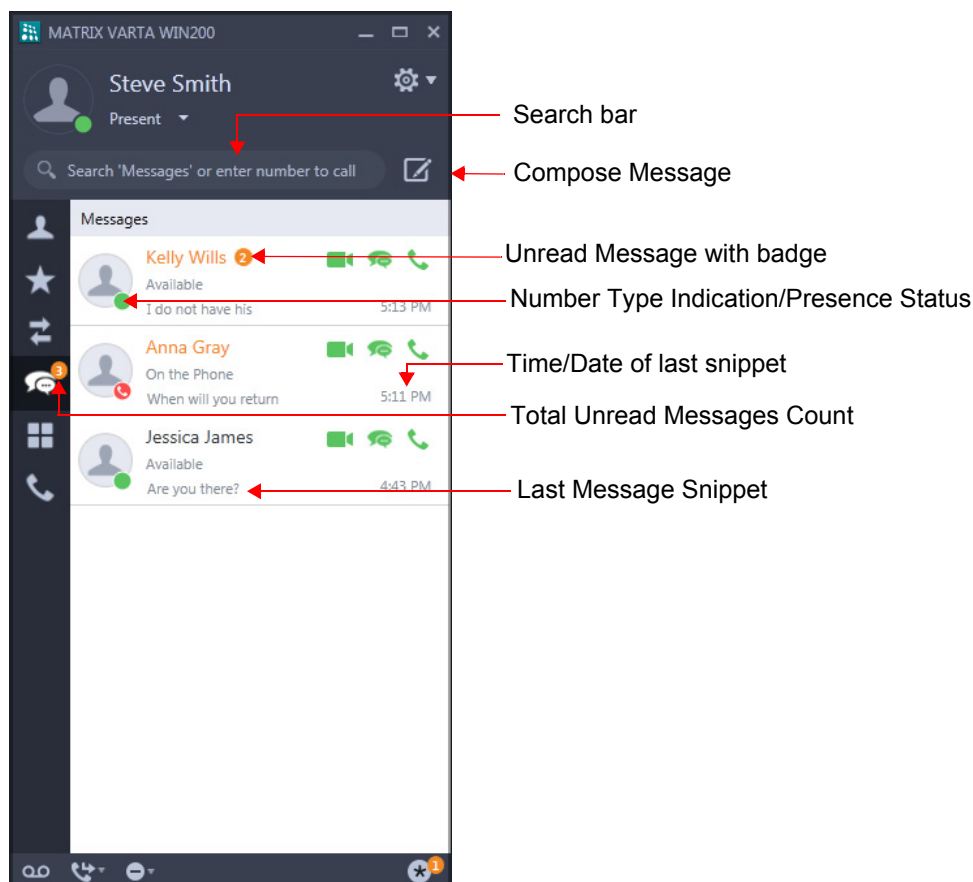 MATRIX VARTA WIN200
Steve Smith
Present
Search bar
Search 'Messages' or enter number to call
Compose Message
Messages
Kelly Wills 2
Unread Message with badge
Available
Number Type Indication/Presence Status
I do not have his 5:13 PM
Anna Gray
Time/Date of last snippet
3
On the Phone
When will you return 5:11 PM
Total Unread Messages Count
Jessica James
Available
Are you there? 4:43 PM
Last Message Snippet
1